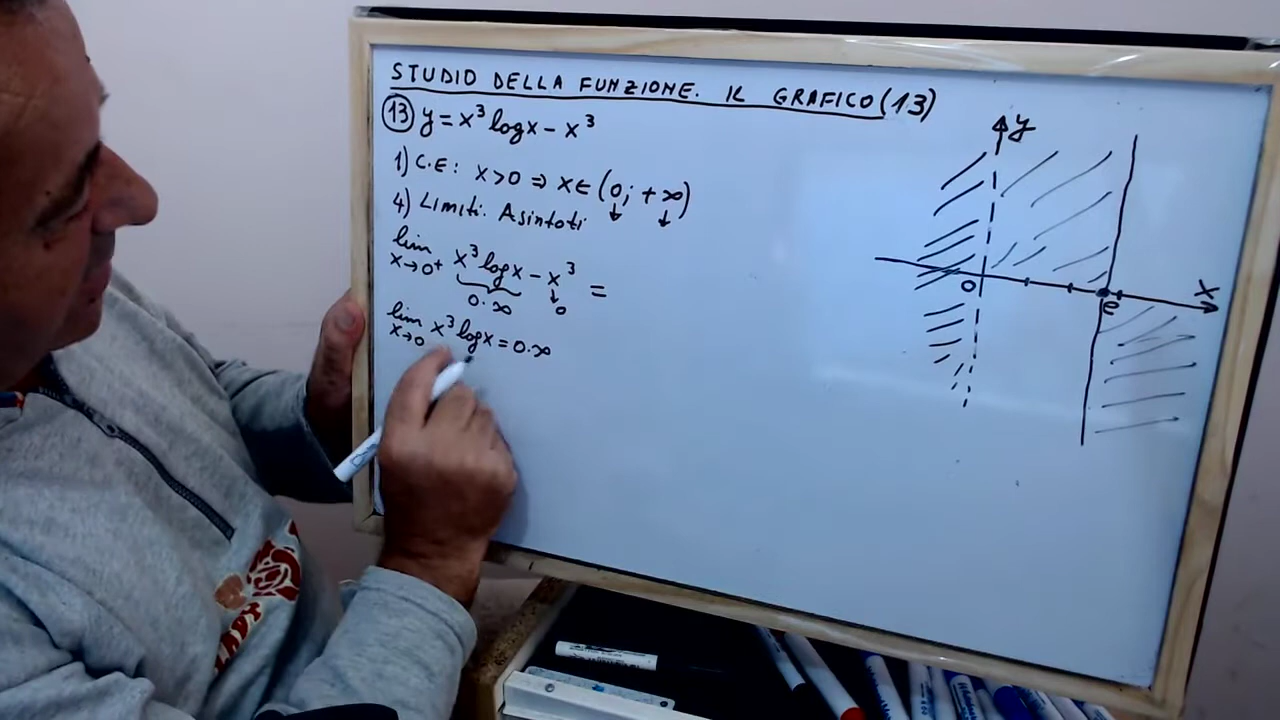 STUDIO DELLA FUNZIONE. IL GRAFICO (13)
13) y = x³ log x - x³
1) C.E: x>0 ⇒ x∈(0; +∞)
4) Limiti. Asintoti ↓ ↓
lim x³ log x - x³ =
x→0⁺ 0·∞ ↓ 0
lim x³ log x = 0·∞
x→0
y
0
e
x